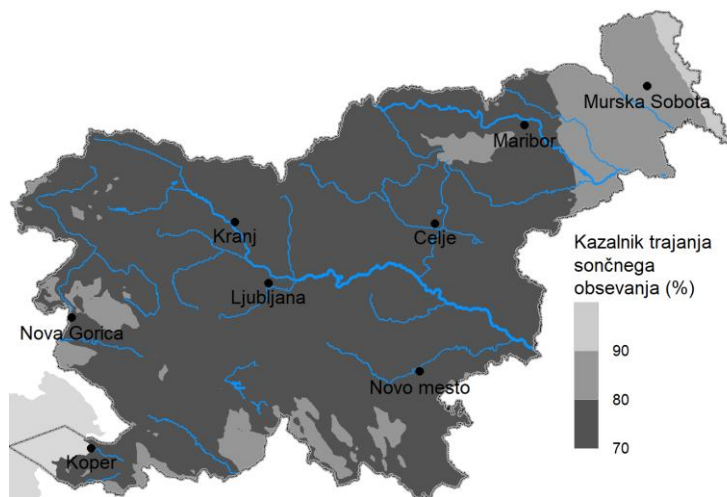 Murska Sobota
Maribor
Kranj
Celje
Kazalnik trajanja
sončnega
obsevanja (%)
Ljubljana
Nova Gorica
90
Novo mesto
80
Koper
70